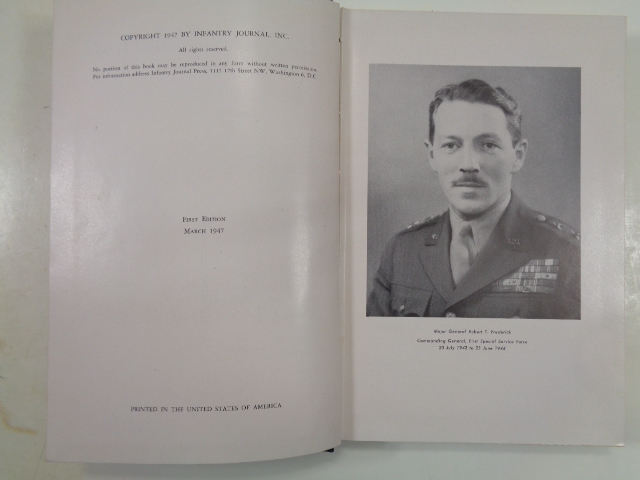 COPYRIGHT 1947 BY INFANTRY JOURNAL, INC.
All rights reserved.
No portion of this book may be reproduced in any form without written permission.
For information address Infantry Journal Press, 1115 17th Street NW, Washington 6, D.C.
FIRST EDITION
MARCH 1947
PRINTED IN THE UNITED STATES OF AMERICA
Major General Robert T. Frederick
Commanding General, First Special Service Force
20 July 1942 to 23 June 1944